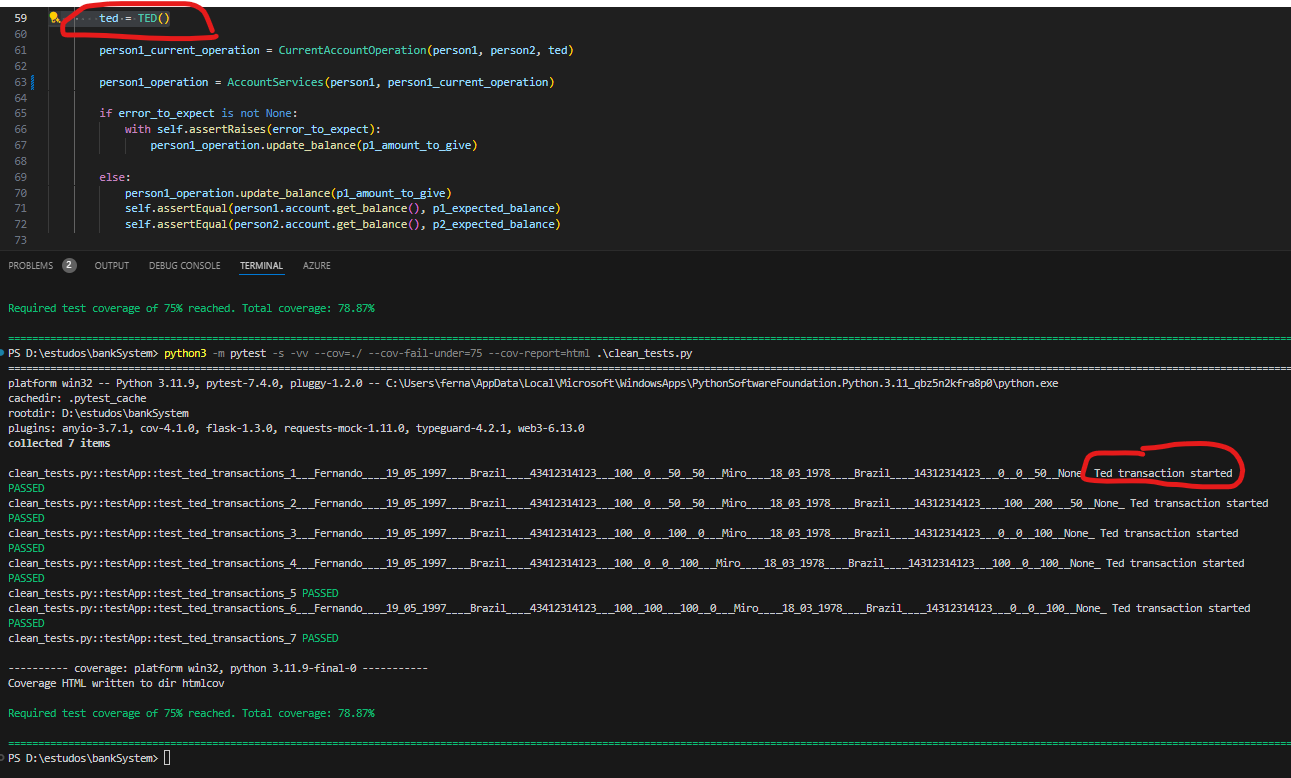 59 ted = TED()
60
61 person1_current_operation = CurrentAccountOperation(person1, person2, ted)
62
63 person1_operation = AccountServices(person1, person1_current_operation)
64
65 if error_to_expect is not None:
66 with self.assertRaises(error_to_expect):
67 person1_operation.update_balance(p1_amount_to_give)
68
69 else:
70 person1_operation.update_balance(p1_amount_to_give)
71 self.assertEqual(person1.account.get_balance(), p1_expected_balance)
72 self.assertEqual(person2.account.get_balance(), p2_expected_balance)
73
PROBLEMS 2 OUTPUT DEBUG CONSOLE TERMINAL AZURE
Required test coverage of 75% reached. Total coverage: 78.87%
PS D:\estudos\bankSystem> python3 -m pytest -s -vv --cov=./ --cov-fail-under=75 --cov-report=html .\clean_tests.py
platform win32 -- Python 3.11.9, pytest-7.4.0, pluggy-1.2.0 -- C:\Users\ferna\AppData\Local\Microsoft\WindowsApps\PythonSoftwareFoundation.Python.3.11_qbz5n2kfra8p0\python.exe
cachedir: .pytest_cache
rootdir: D:\estudos\bankSystem
plugins: anyio-3.7.1, cov-4.1.0, flask-1.3.0, requests-mock-1.11.0, typeguard-4.2.1, web3-6.13.0
collected 7 items
clean_tests.py::testApp::test_ted_transactions_1___Fernando____19_05_1997____Brazil____43412314123___100__0___50__50___Miro____18_03_1978____Brazil____14312314123___0__0__50__None_ Ted transaction started
PASSED
clean_tests.py::testApp::test_ted_transactions_2___Fernando____19_05_1997____Brazil____43412314123___100__0___50__50___Miro____18_03_1978____Brazil____14312314123____100__200___50__None_ Ted transaction started
PASSED
clean_tests.py::testApp::test_ted_transactions_3___Fernando____19_05_1997____Brazil____43412314123___100__0___100__0___Miro____18_03_1978____Brazil____14312314123___0__0__100__None_ Ted transaction started
PASSED
clean_tests.py::testApp::test_ted_transactions_4___Fernando____19_05_1997____Brazil____43412314123___100__0__0__100___Miro____18_03_1978____Brazil____14312314123___100__0__100__None_ Ted transaction started
PASSED
clean_tests.py::testApp::test_ted_transactions_5 PASSED
clean_tests.py::testApp::test_ted_transactions_6___Fernando____19_05_1997____Brazil____43412314123___100__100___100__0___Miro____18_03_1978____Brazil____14312314123___0__0__100__None_ Ted transaction started
PASSED
clean_tests.py::testApp::test_ted_transactions_7 PASSED
---------- coverage: platform win32, python 3.11.9-final-0 -----------
Coverage HTML written to dir htmlcov
Required test coverage of 75% reached. Total coverage: 78.87%
PS D:\estudos\bankSystem>